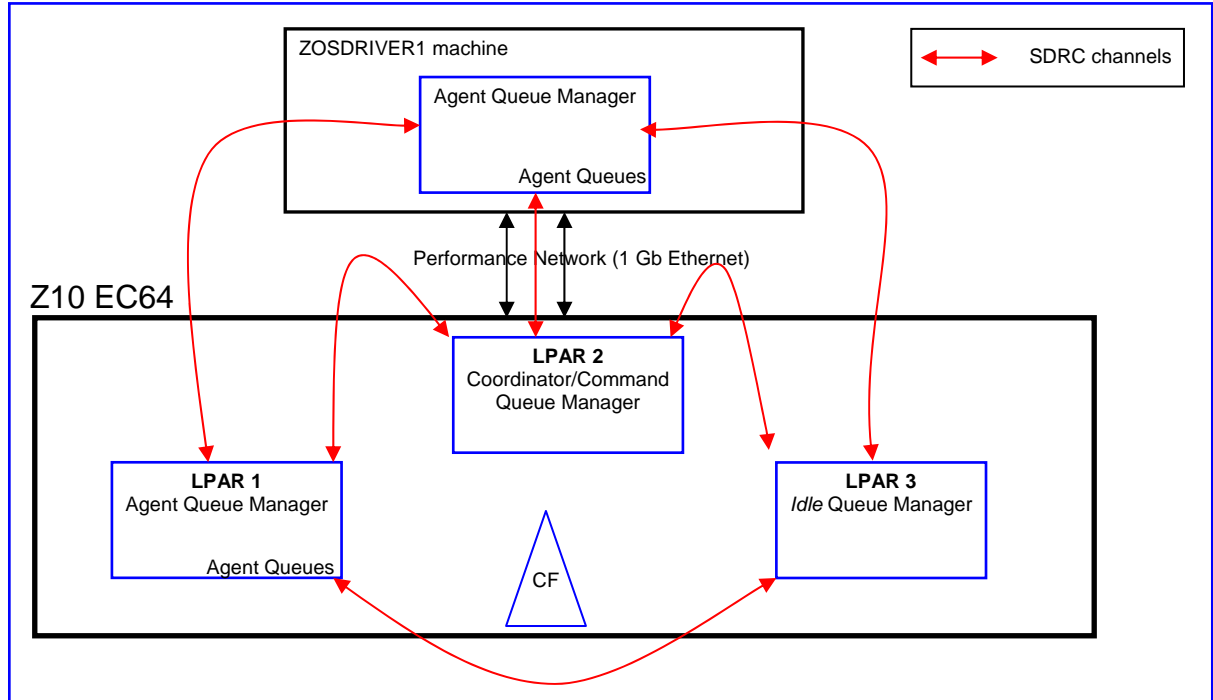 ZOSDRIVER1 machine
SDRC channels
Agent Queue Manager
Agent Queues
Performance Network (1 Gb Ethernet)
Z10 EC64
LPAR 2
Coordinator/Command
Queue Manager
LPAR 1
Agent Queue Manager
Agent Queues
LPAR 3
Idle Queue Manager
CF